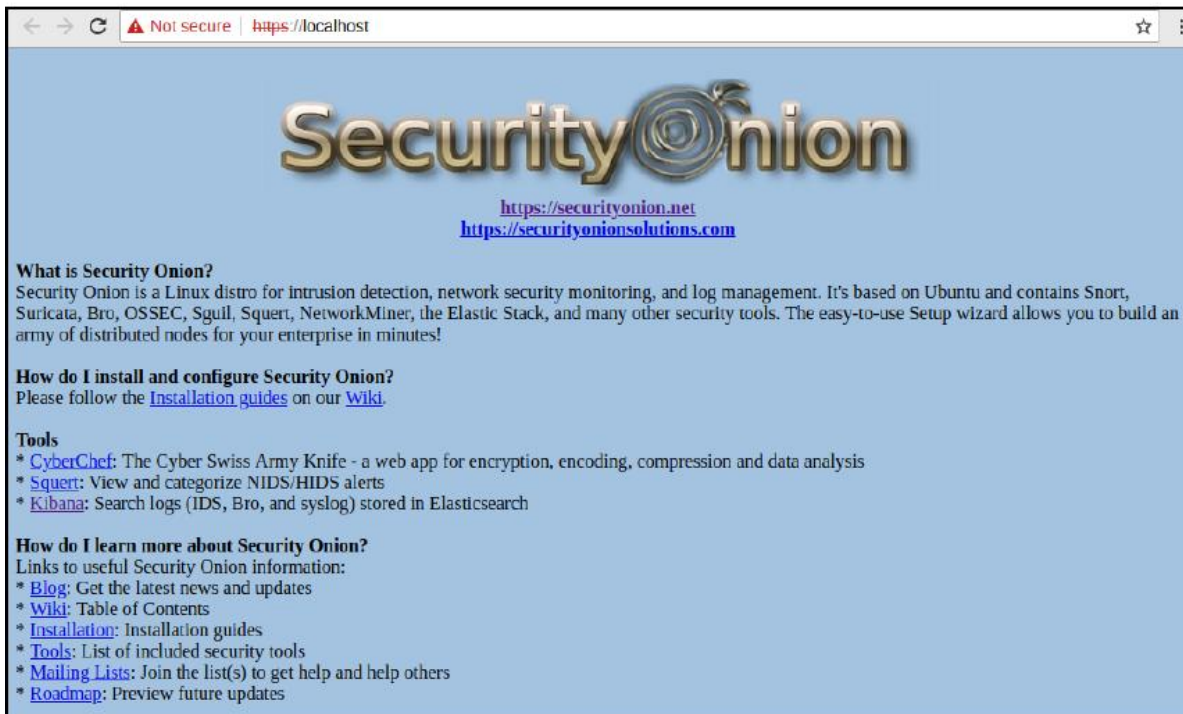 Not secure | https://localhost
SecurityOnion
https://securityonion.net
https://securityonionsolutions.com
What is Security Onion?
Security Onion is a Linux distro for intrusion detection, network security monitoring, and log management. It's based on Ubuntu and contains Snort,
Suricata, Bro, OSSEC, Sguil, Squert, NetworkMiner, the Elastic Stack, and many other security tools. The easy-to-use Setup wizard allows you to build an
army of distributed nodes for your enterprise in minutes!
How do I install and configure Security Onion?
Please follow the Installation guides on our Wiki.
Tools
* CyberChef: The Cyber Swiss Army Knife - a web app for encryption, encoding, compression and data analysis
* Squert: View and categorize NIDS/HIDS alerts
* Kibana: Search logs (IDS, Bro, and syslog) stored in Elasticsearch
How do I learn more about Security Onion?
Links to useful Security Onion information:
* Blog: Get the latest news and updates
* Wiki: Table of Contents
* Installation: Installation guides
* Tools: List of included security tools
* Mailing Lists: Join the list(s) to get help and help others
* Roadmap: Preview future updates